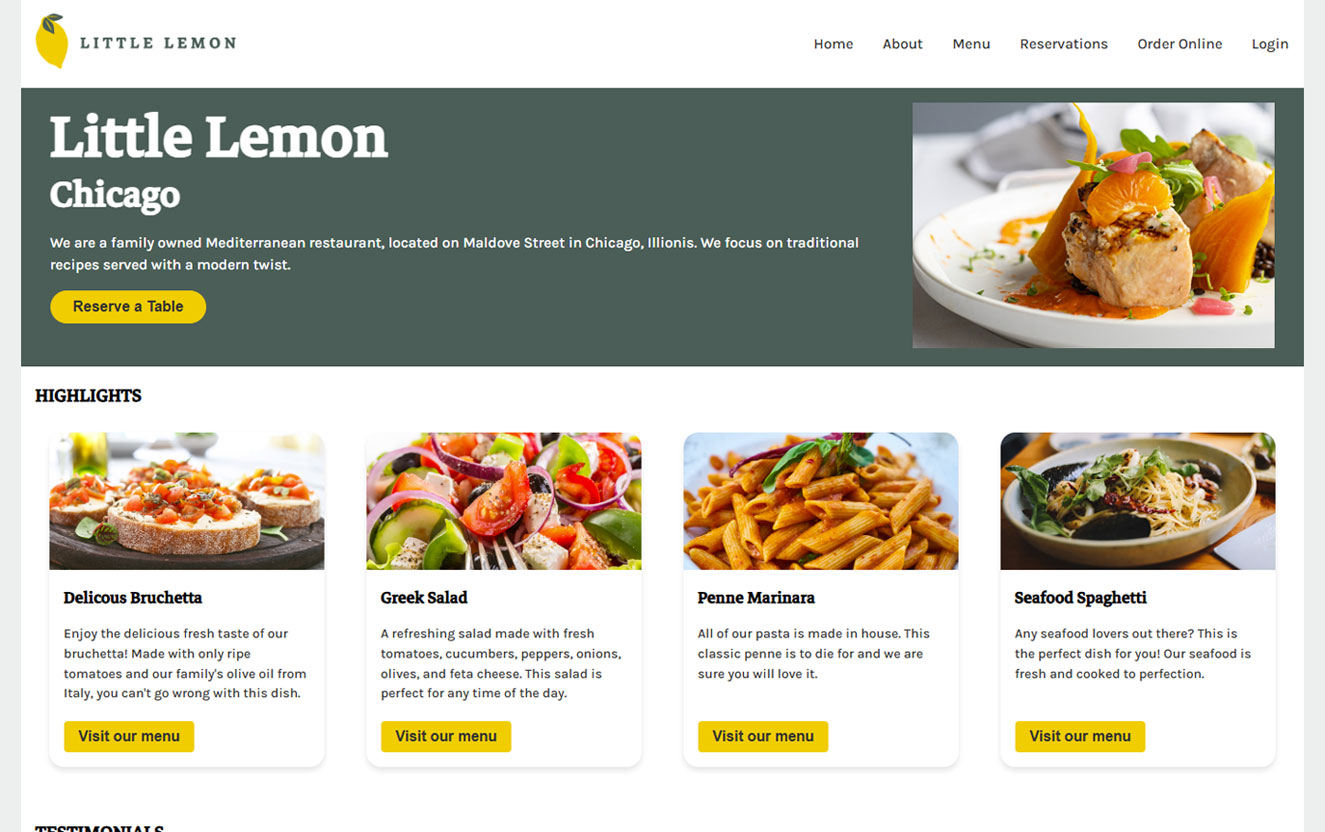 LITTLE LEMON
Home About Menu Reservations Order Online Login
Little Lemon
Chicago
We are a family owned Mediterranean restaurant, located on Maldove Street in Chicago, Illionis. We focus on traditional
recipes served with a modern twist.
Reserve a Table
HIGHLIGHTS
Delicous Bruchetta
Enjoy the delicious fresh taste of our
bruchetta! Made with only ripe
tomatoes and our family's olive oil from
Italy, you can't go wrong with this dish.
Visit our menu
Greek Salad
A refreshing salad made with fresh
tomatoes, cucumbers, peppers, onions,
olives, and feta cheese. This salad is
perfect for any time of the day.
Visit our menu
Penne Marinara
All of our pasta is made in house. This
classic penne is to die for and we are
sure you will love it.
Visit our menu
Seafood Spaghetti
Any seafood lovers out there? This is
the perfect dish for you! Our seafood is
fresh and cooked to perfection.
Visit our menu
TESTIMONIALS